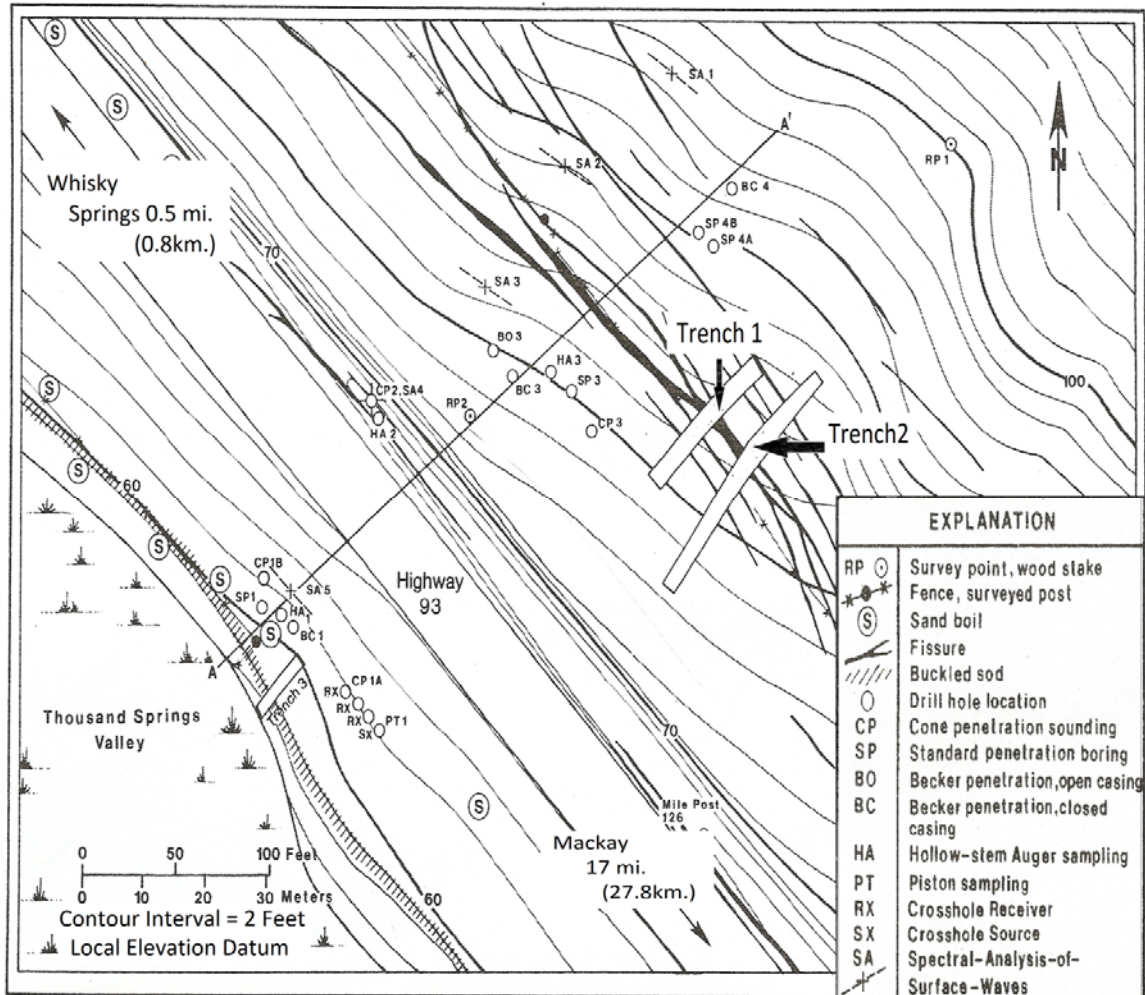 S
S
SA 1
A'
RP 1
N
Whisky
Springs 0.5 mi.
(0.8km.)
SA 2
BC 4
SP 4B
SP 4A
70
SA 3
Trench 1
BO 3
HA 3
BC 3
SP 3
100
S
CP2, SA4
RP2
CP 3
HA 2
Trench2
S
60
S
S
CP1B
SA 5
SP1
HA 1
BC 1
S
Highway
93
A
Trench 3
RX
CP1A
RX
RX
PT1
SX
Thousand Springs
Valley
70
S
Mile Post
126
Mackay
17 mi.
(27.8km.)
0 50 100 Feet
0 10 20 30 Meters
Contour Interval = 2 Feet
Local Elevation Datum
60
EXPLANATION
RP Survey point, wood stake
Fence, surveyed post
S Sand boil
Fissure
Buckled sod
Drill hole location
CP Cone penetration sounding
SP Standard penetration boring
BO Becker penetration, open casing
BC Becker penetration, closed
casing
HA Hollow-stem Auger sampling
PT Piston sampling
RX Crosshole Receiver
SX Crosshole Source
SA Spectral-Analysis-of-
Surface-Waves